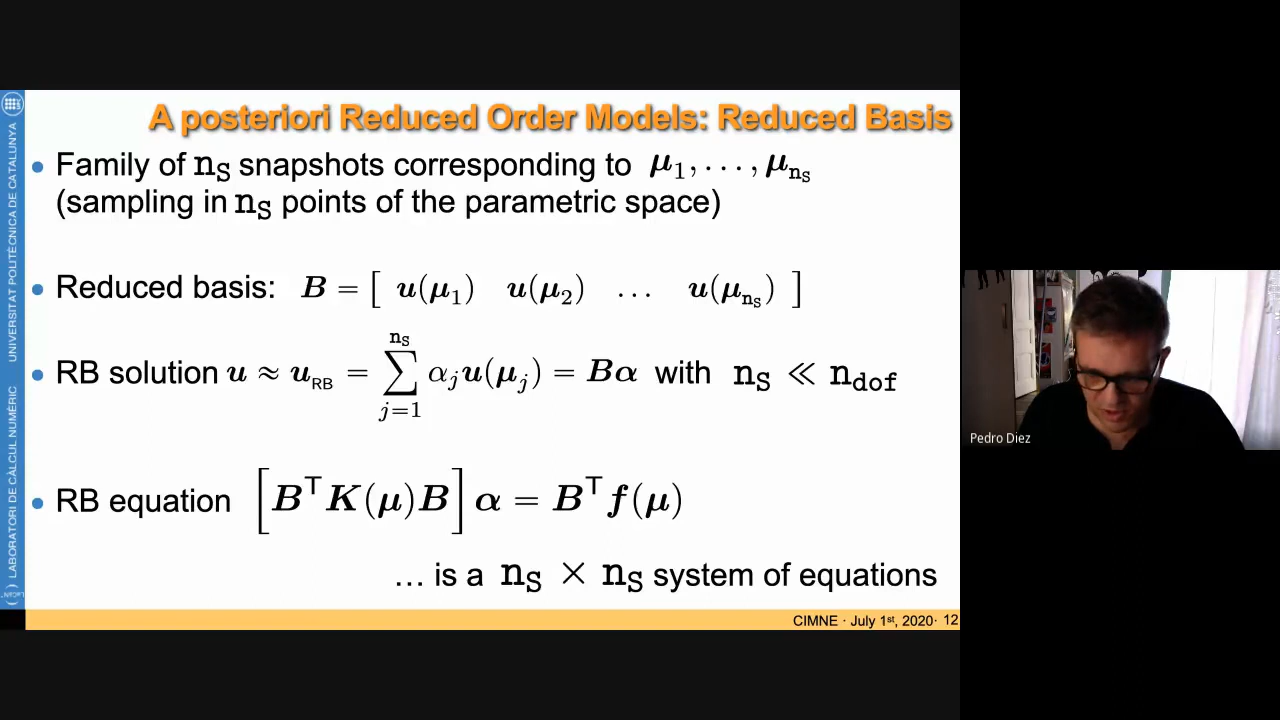 A posteriori Reduced Order Models: Reduced Basis
• Family of nS snapshots corresponding to μ1, . . . , μnS
(sampling in nS points of the parametric space)
• Reduced basis: B = [ u(μ1) u(μ2) . . . u(μnS) ]
• RB solution u ≈ uRB = ∑_{j=1}^{nS} αj u(μj) = Bα with nS ≪ ndof
• RB equation [B^T K(μ)B] α = B^T f(μ)
… is a nS × nS system of equations
CIMNE · July 1st, 2020 · 12
LABORATORI DE CÀLCUL NUMÈRIC UNIVERSITAT POLITÈCNICA DE CATALUNYA
Pedro Diez